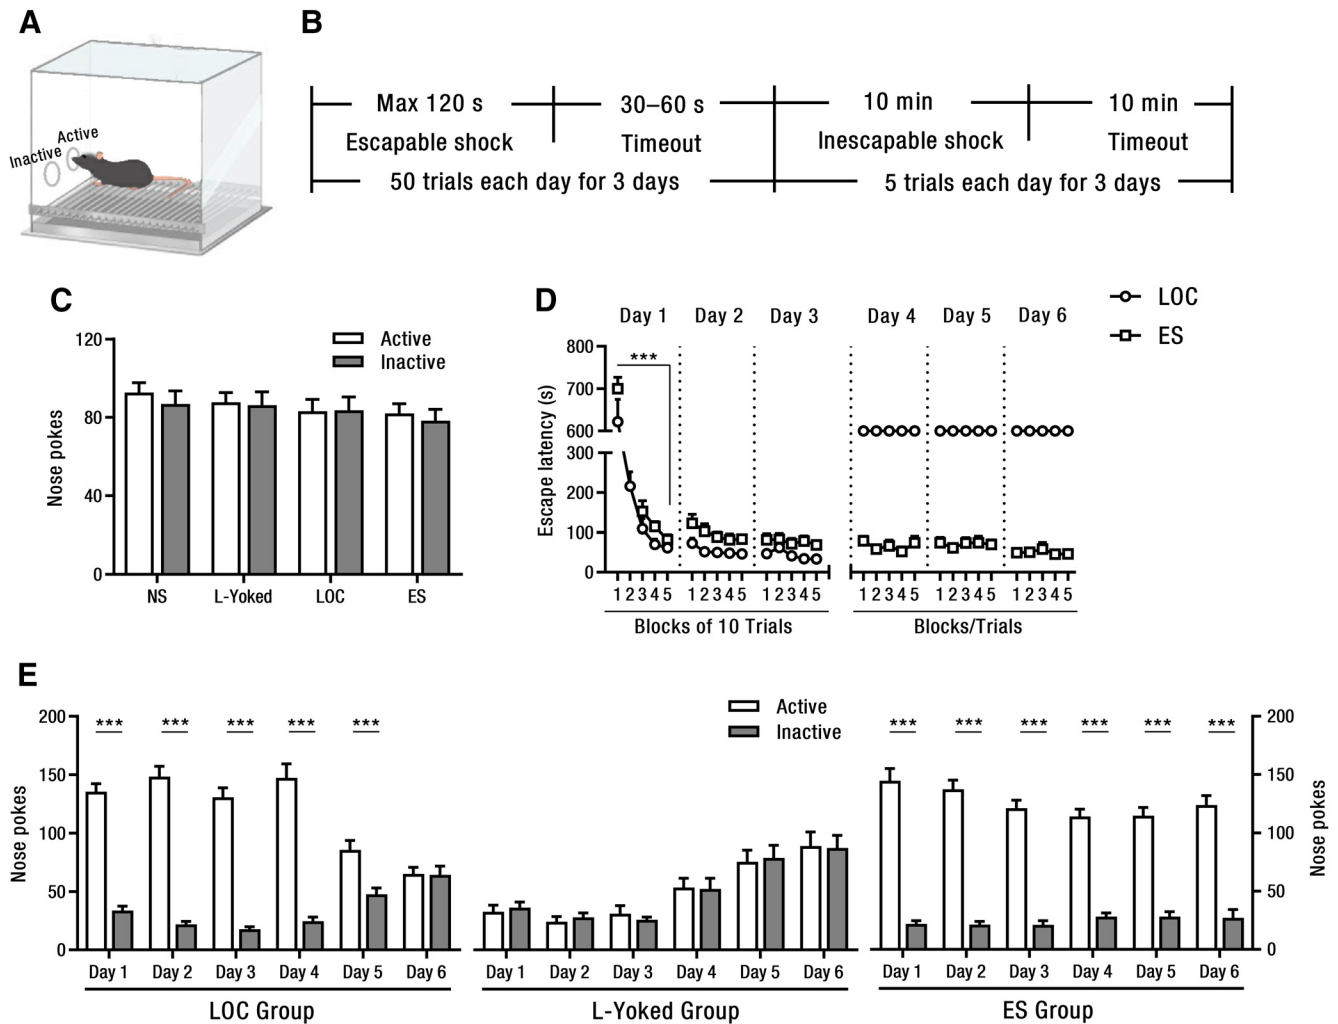 A
Active
Inactive
B
Max 120 s
30–60 s
10 min
10 min
Escapable shock
Timeout
Inescapable shock
Timeout
50 trials each day for 3 days
5 trials each day for 3 days
C
Active
Inactive
120
80
40
0
Nose pokes
NS
L-Yoked
LOC
ES
D
LOC
ES
Day 1
Day 2
Day 3
Day 4
Day 5
Day 6
***
800
700
600
300
200
100
0
Escape latency (s)
1 2 3 4 5
1 2 3 4 5
1 2 3 4 5
1 2 3 4 5
1 2 3 4 5
1 2 3 4 5
Blocks of 10 Trials
Blocks/Trials
E
Active
Inactive
200
150
100
50
0
Nose pokes
*** *** *** *** ***
Day 1 Day 2 Day 3 Day 4 Day 5 Day 6
LOC Group
Day 1 Day 2 Day 3 Day 4 Day 5 Day 6
L-Yoked Group
*** *** *** *** *** ***
Day 1 Day 2 Day 3 Day 4 Day 5 Day 6
ES Group
200
150
100
50
0
Nose pokes